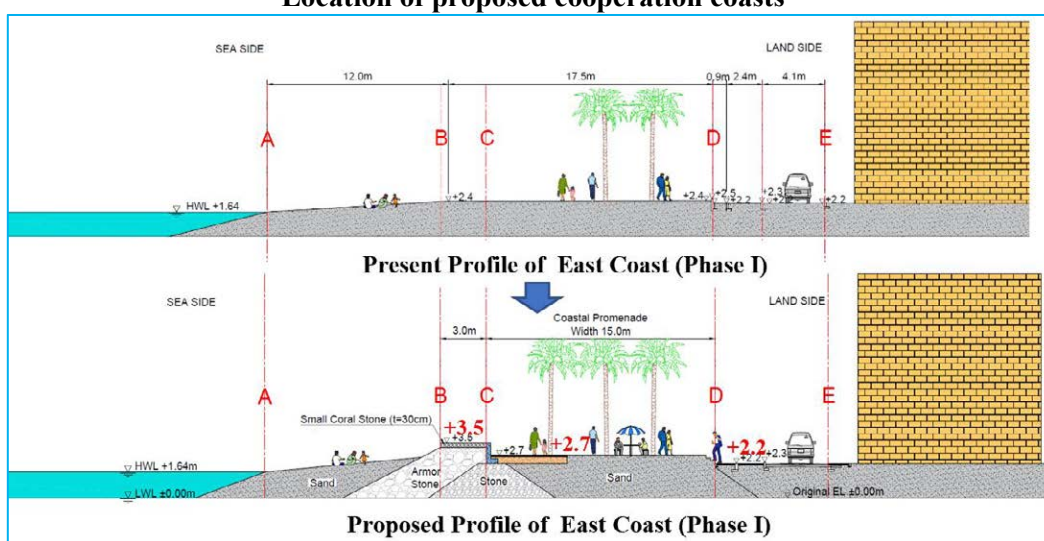 Location of proposed cooperation coasts
SEA SIDE
LAND SIDE
12.0m
17.5m
0.9m
2.4m
4.1m
A
B
C
D
E
HWL +1.64
+2.4
+2.4
+2.5
+2.2
+2.3
+2.2
Present Profile of East Coast (Phase I)
SEA SIDE
LAND SIDE
Coastal Promenade
Width 15.0m
3.0m
A
B
C
D
E
Small Coral Stone (t=30cm)
+3.5
+3.5
+2.7
+2.7
+2.2
+2.2
+2.3
HWL +1.64m
LWL ±0.00m
Sand
Armor
Stone
Stone
Sand
Original EL ±0.00m
Proposed Profile of East Coast (Phase I)